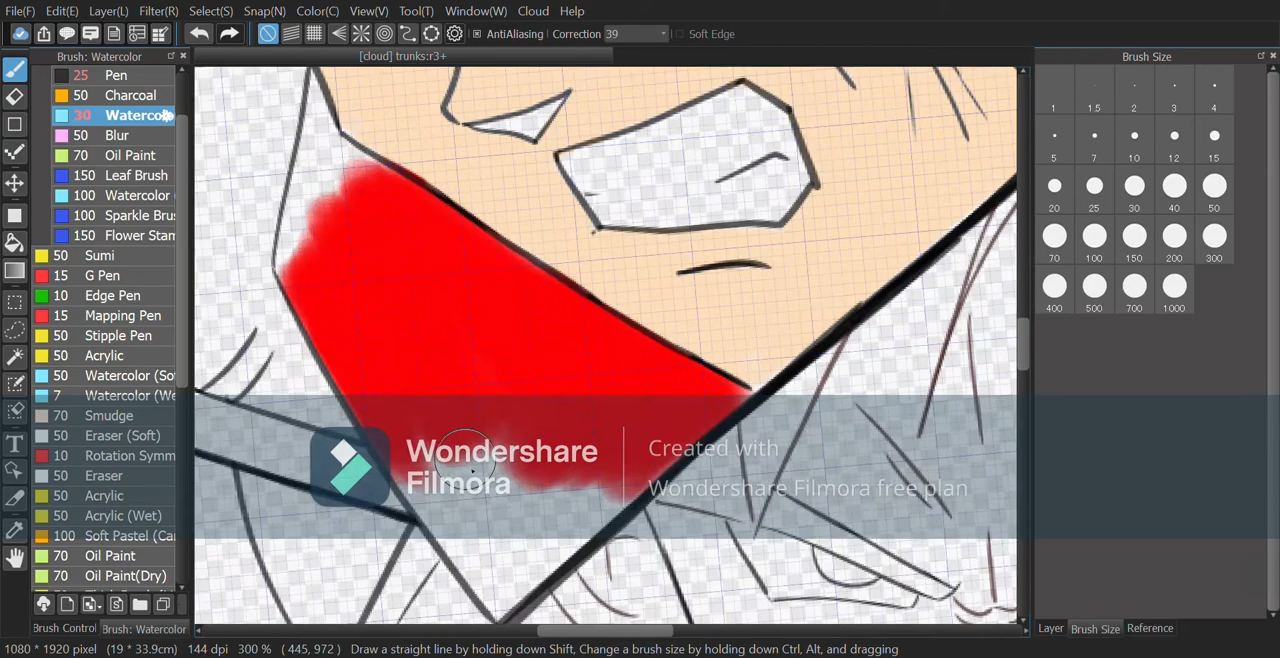 File(F) Edit(E) Layer(L) Filter(R) Select(S) Snap(N) Color(C) View(V) Tool(T) Window(W) Cloud Help
AntiAliasing Correction 39 Soft Edge
Brush: Watercolor
[cloud] trunks:r3+
Brush Size
25 Pen
50 Charcoal
30 Waterco
50 Blur
70 Oil Paint
150 Leaf Brush
100 Watercolor
100 Sparkle Bru
150 Flower Stam
50 Sumi
15 G Pen
10 Edge Pen
15 Mapping Pen
50 Stipple Pen
50 Acrylic
50 Watercolor (So
7 Watercolor (We
70 Smudge
50 Eraser (Soft)
10 Rotation Symm
50 Eraser
50 Acrylic
50 Acrylic (Wet)
100 Soft Pastel (Ca
70 Oil Paint
70 Oil Paint(Dry)
1 1.5 2 3 4
5 7 10 12 15
20 25 30 40 50
70 100 150 200 300
400 500 700 1000
Wondershare
Filmora
Created with
Wondershare Filmora free plan
Brush Control Brush: Watercolor
Layer Brush Size Reference
1080 * 1920 pixel (19 * 33.9cm) 144 dpi 300 % ( 445, 972 ) Draw a straight line by holding down Shift, Change a brush size by holding down Ctrl, Alt, and dragging